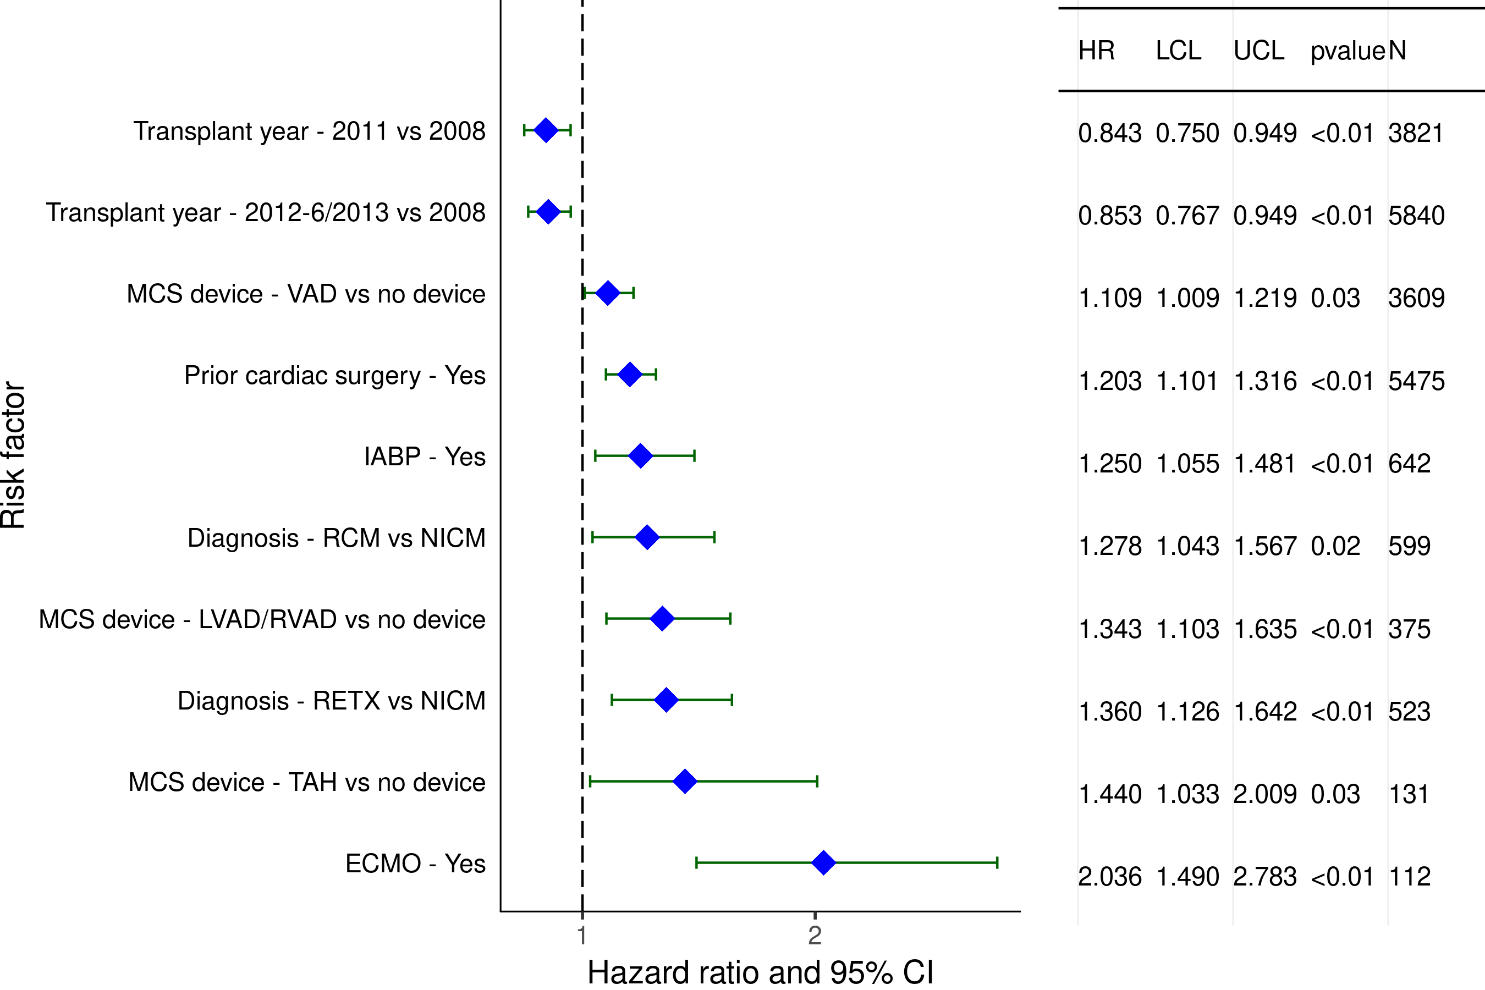 HR LCL UCL pvalue N
Transplant year - 2011 vs 2008 0.843 0.750 0.949 <0.01 3821
Transplant year - 2012-6/2013 vs 2008 0.853 0.767 0.949 <0.01 5840
MCS device - VAD vs no device 1.109 1.009 1.219 0.03 3609
Prior cardiac surgery - Yes 1.203 1.101 1.316 <0.01 5475
IABP - Yes 1.250 1.055 1.481 <0.01 642
Diagnosis - RCM vs NICM 1.278 1.043 1.567 0.02 599
MCS device - LVAD/RVAD vs no device 1.343 1.103 1.635 <0.01 375
Diagnosis - RETX vs NICM 1.360 1.126 1.642 <0.01 523
MCS device - TAH vs no device 1.440 1.033 2.009 0.03 131
ECMO - Yes 2.036 1.490 2.783 <0.01 112
Risk factor
1 2
Hazard ratio and 95% CI